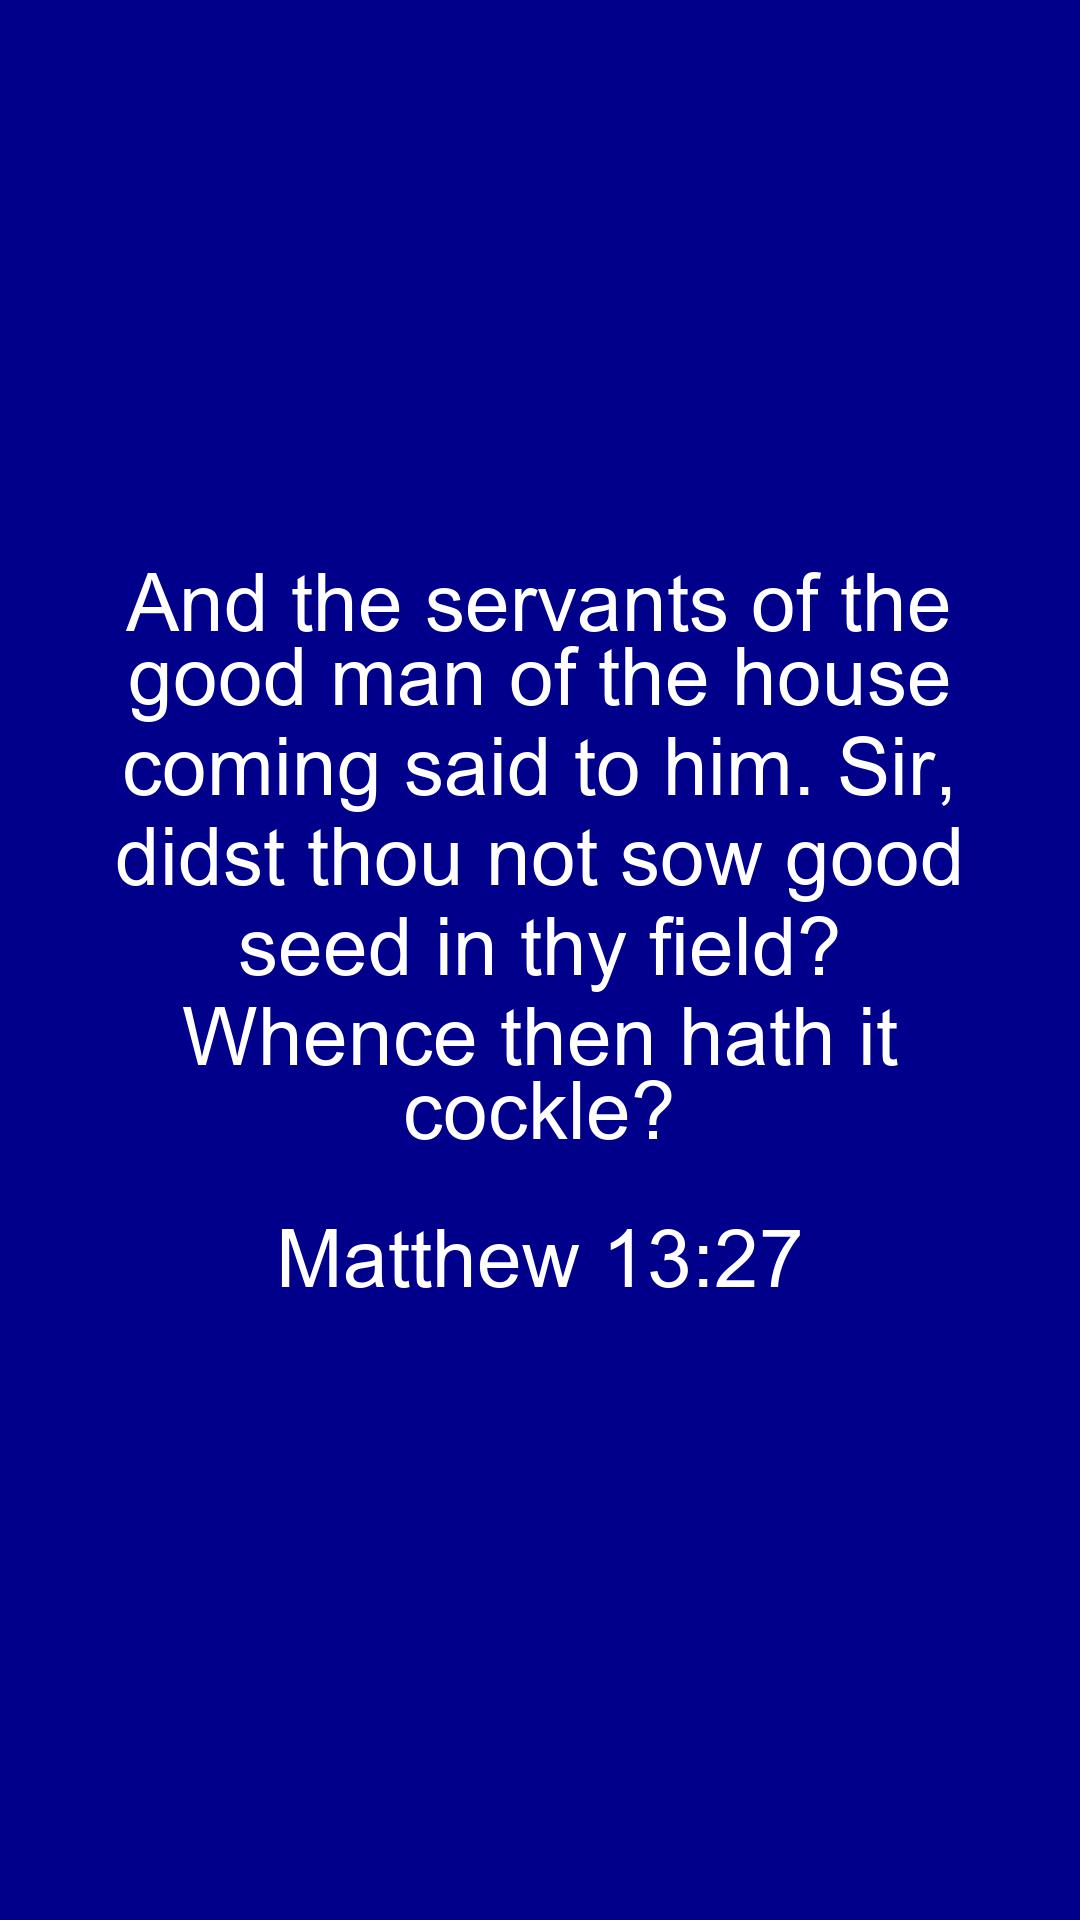 And the servants of the
good man of the house
coming said to him. Sir,
didst thou not sow good
seed in thy field?
Whence then hath it
cockle?
Matthew 13:27